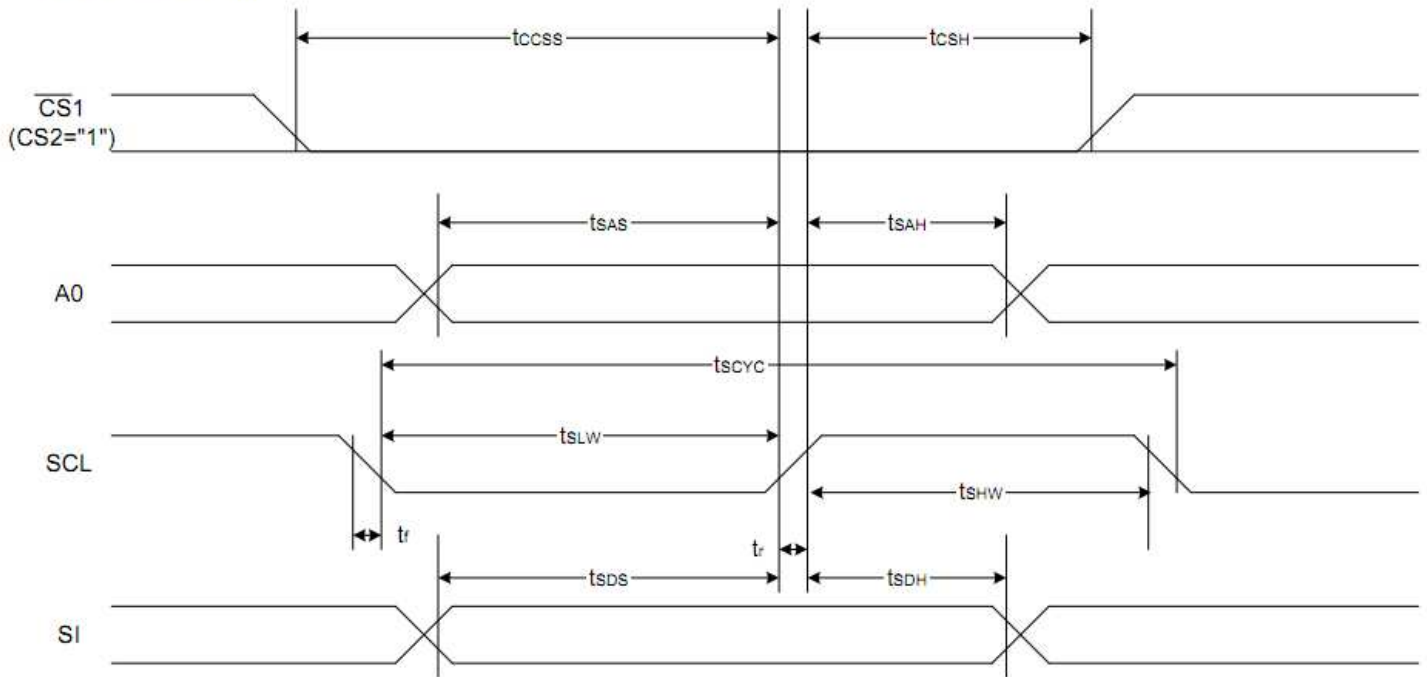 tCCSS
tCSH
CS1
(CS2="1")
tSAS
tSAH
A0
tSCYC
tSLW
SCL
tSHW
tf
tr
tSDS
tSDH
SI